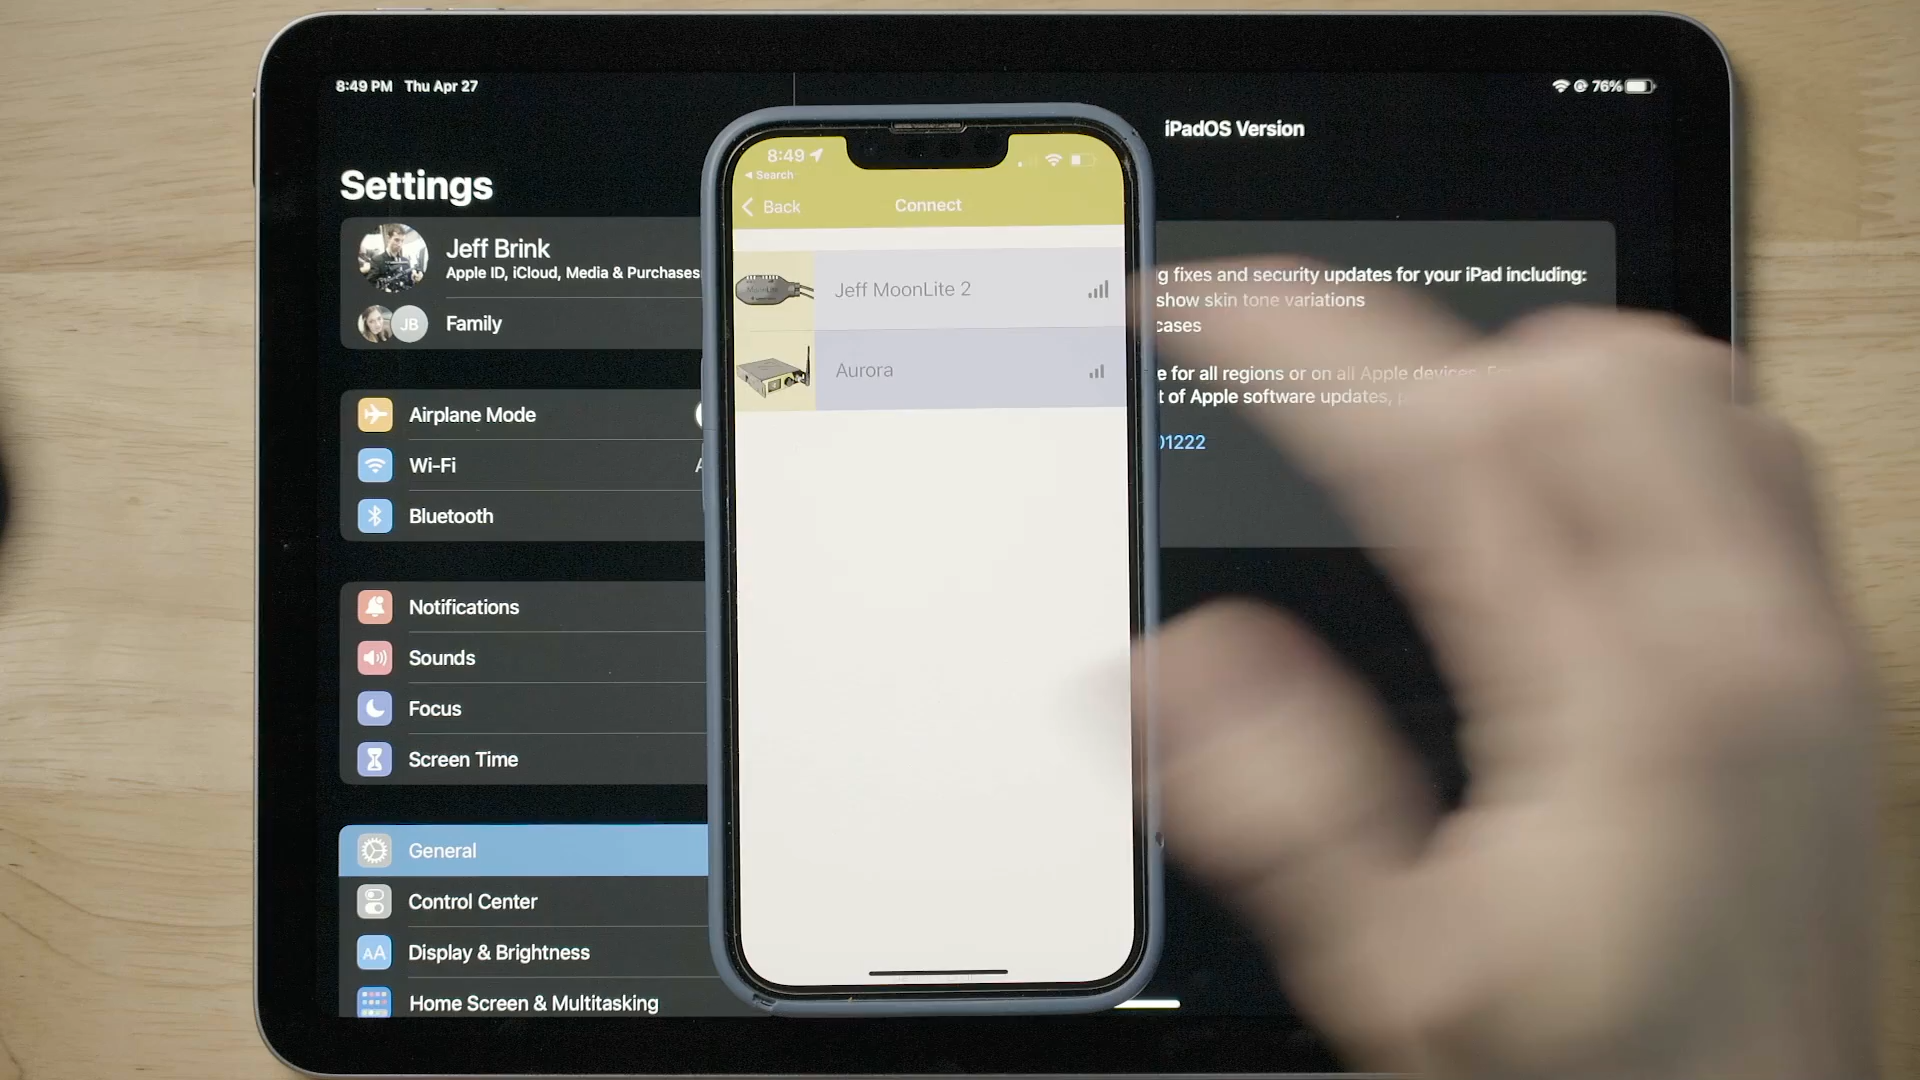 8:49 PM Thu Apr 27
76%
Settings
Jeff Brink
Apple ID, iCloud, Media & Purchases
JB
Family
Airplane Mode
Wi-Fi
Bluetooth
Notifications
Sounds
Focus
Screen Time
General
Control Center
AA
Display & Brightness
Home Screen & Multitasking
8:49
Search
Back
Connect
MoonLite
Jeff MoonLite 2
Aurora
iPadOS Version
g fixes and security updates for your iPad including:
show skin tone variations
cases
e for all regions or on all Apple devices.
t of Apple software updates,
01222